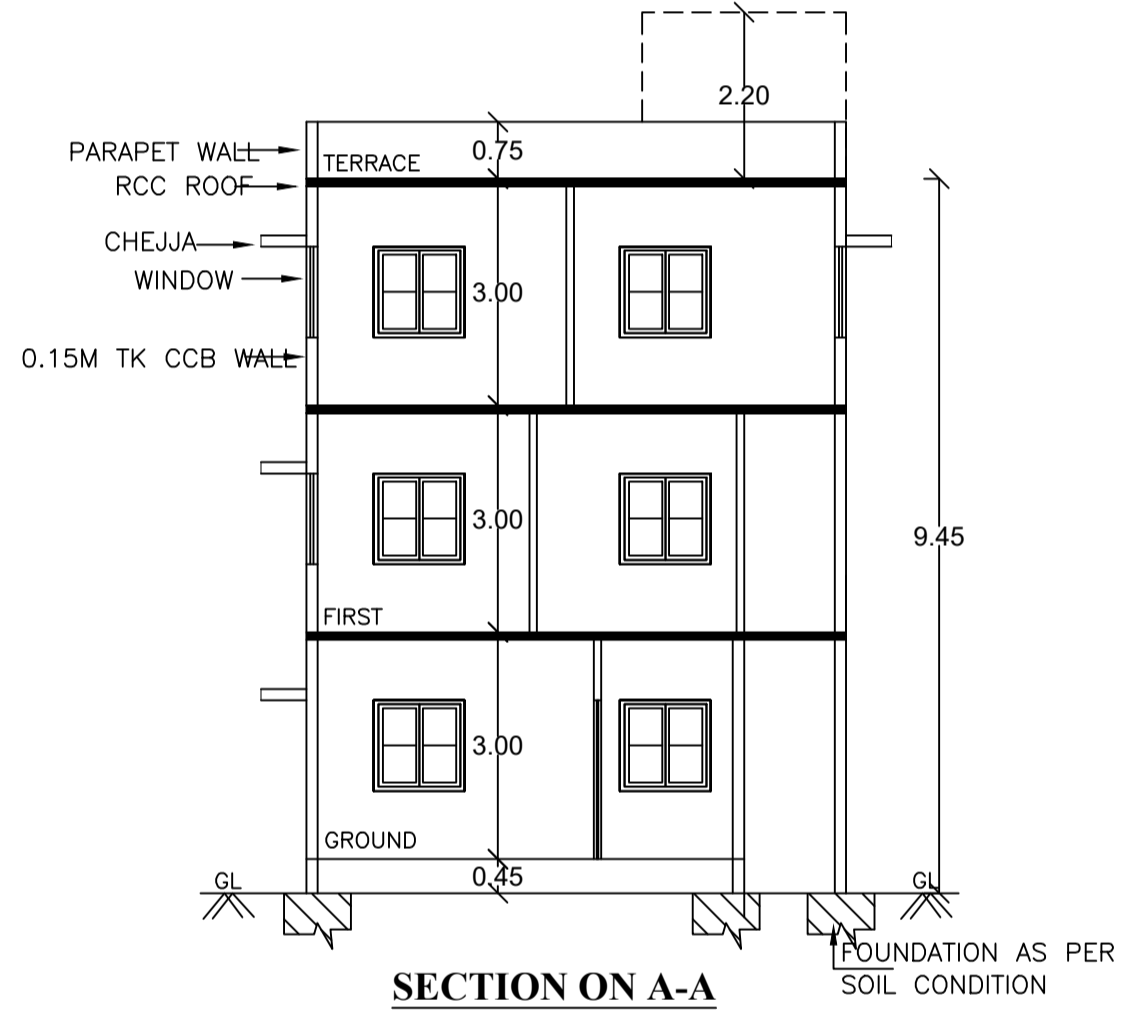 2.20
PARAPET WALL
0.75
TERRACE
RCC ROOF
CHEJJA
WINDOW
3.00
0.15M TK CCB WALL
3.00
9.45
FIRST
3.00
GROUND
0.45
GL
GL
FOUNDATION AS PER
SOIL CONDITION
SECTION ON A-A